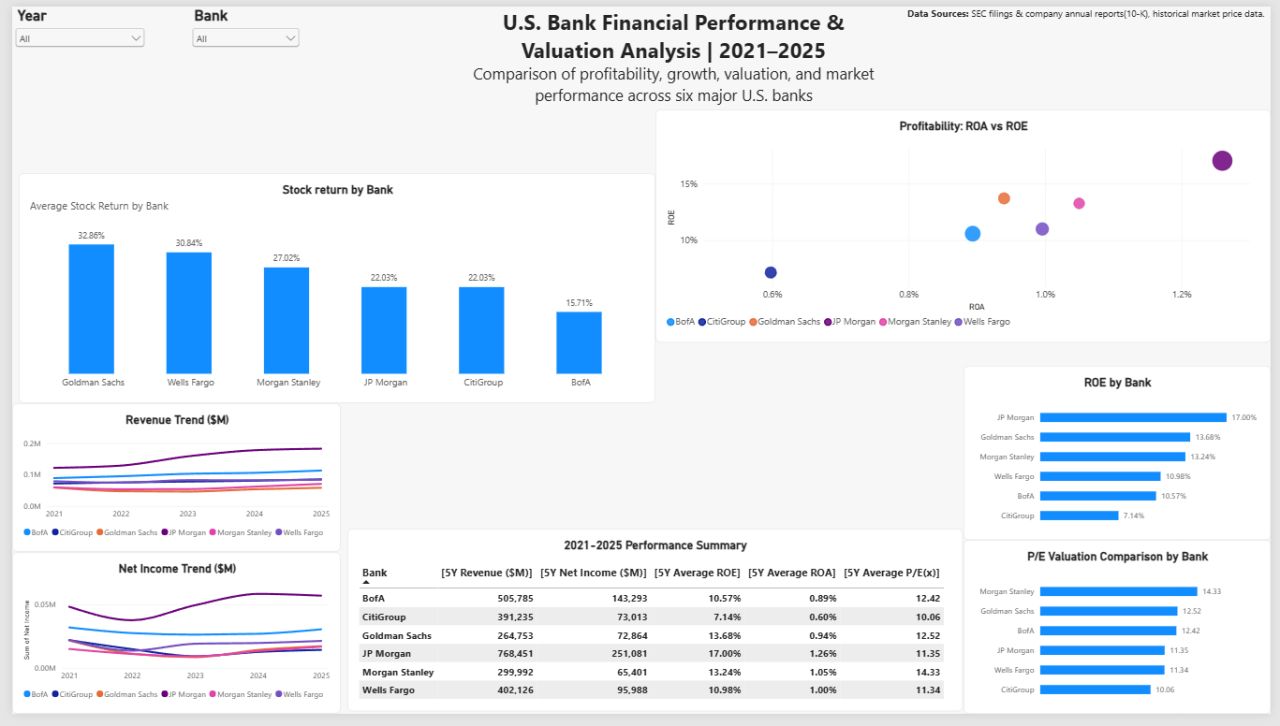 Year
All
Bank
All
U.S. Bank Financial Performance &
Valuation Analysis | 2021–2025
Comparison of profitability, growth, valuation, and market
performance across six major U.S. banks
Data Sources: SEC filings & company annual reports(10-K), historical market price data.
Stock return by Bank
Average Stock Return by Bank
32.86%
30.84%
27.02%
22.03%
22.03%
15.71%
Goldman Sachs
Wells Fargo
Morgan Stanley
JP Morgan
CitiGroup
BofA
Profitability: ROA vs ROE
ROE
15%
10%
0.6%
0.8%
1.0%
1.2%
ROA
BofA CitiGroup Goldman Sachs JP Morgan Morgan Stanley Wells Fargo
Revenue Trend ($M)
0.2M
0.1M
0.0M
2021 2022 2023 2024 2025
BofA CitiGroup Goldman Sachs JP Morgan Morgan Stanley Wells Fargo
Net Income Trend ($M)
Sum of Net Income
0.05M
0.00M
2021 2022 2023 2024 2025
BofA CitiGroup Goldman Sachs JP Morgan Morgan Stanley Wells Fargo
2021-2025 Performance Summary
Bank [5Y Revenue ($M)] [5Y Net Income ($M)] [5Y Average ROE] [5Y Average ROA] [5Y Average P/E(x)]
BofA 505,785 143,293 10.57% 0.89% 12.42
CitiGroup 391,235 73,013 7.14% 0.60% 10.06
Goldman Sachs 264,753 72,864 13.68% 0.94% 12.52
JP Morgan 768,451 251,081 17.00% 1.26% 11.35
Morgan Stanley 299,992 65,401 13.24% 1.05% 14.33
Wells Fargo 402,126 95,988 10.98% 1.00% 11.34
ROE by Bank
JP Morgan 17.00%
Goldman Sachs 13.68%
Morgan Stanley 13.24%
Wells Fargo 10.98%
BofA 10.57%
CitiGroup 7.14%
P/E Valuation Comparison by Bank
Morgan Stanley 14.33
Goldman Sachs 12.52
BofA 12.42
JP Morgan 11.35
Wells Fargo 11.34
CitiGroup 10.06